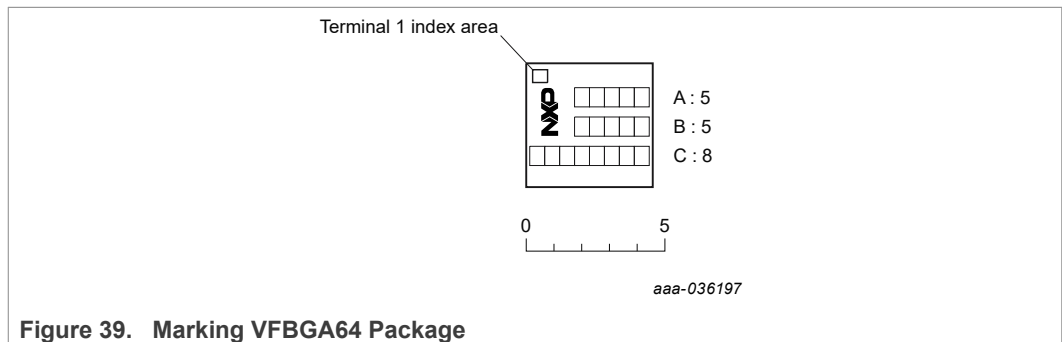 Terminal 1 index area
NXP
A : 5
B : 5
C : 8
0 5
aaa-036197
Figure 39. Marking VFBGA64 Package